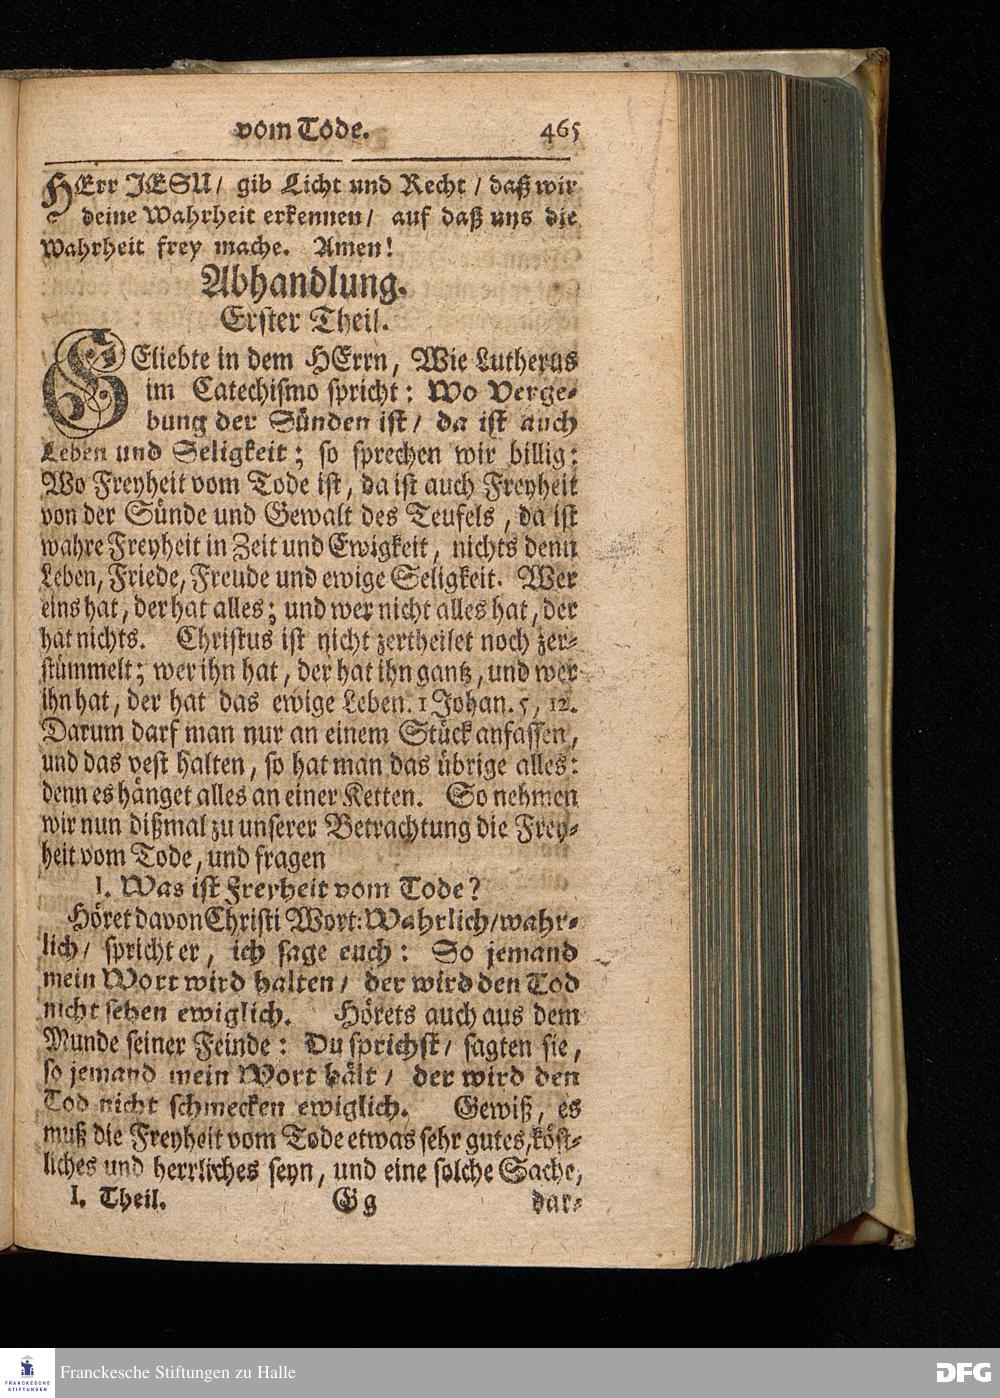 vom Tode. 465
HErr JESU/ gib Licht und Recht / daß wir
deine Wahrheit erkennen/ auf daß uns die
Wahrheit frey mache. Amen!
Abhandlung.
Erster Theil.
GEliebte in dem HErrn, Wie Lutherus
im Catechismo spricht: Wo Verge-
bung der Sünden ist/ da ist auch
Leben und Seligkeit; so sprechen wir billig:
Wo Freyheit vom Tode ist, da ist auch Freyheit
von der Sünde und Gewalt des Teufels, da ist
wahre Freyheit in Zeit und Ewigkeit, nichts denn
Leben, Friede, Freude und ewige Seligkeit. Wer
eins hat, der hat alles; und wer nicht alles hat, der
hat nichts. Christus ist nicht zertheilet noch zer-
stümmelt; wer ihn hat, der hat ihn gantz, und wer
ihn hat, der hat das ewige Leben. 1 Johan. 5, 12.
Darum darf man nur an einem Stück anfassen,
und das vest halten, so hat man das übrige alles:
denn es hänget alles an einer Ketten. So nehmen
wir nun dißmal zu unserer Betrachtung die Frey-
heit vom Tode, und fragen
I. Was ist Freyheit vom Tode?
Höret davon Christi Wort: Wahrlich/wahr-
lich/ spricht er, ich sage euch: So jemand
mein Wort wird halten/ der wird den Tod
nicht sehen ewiglich. Hörets auch aus dem
Munde seiner Feinde: Du sprichst/ sagten sie,
so jemand mein Wort hält/ der wird den
Tod nicht schmecken ewiglich. Gewiß, es
muß die Freyheit vom Tode etwas sehr gutes, köst-
liches und herrliches seyn, und eine solche Sache,
I. Theil. Gg dar-
FRANCKESCHE
STIFTUNGEN
Franckesche Stiftungen zu Halle
DFG